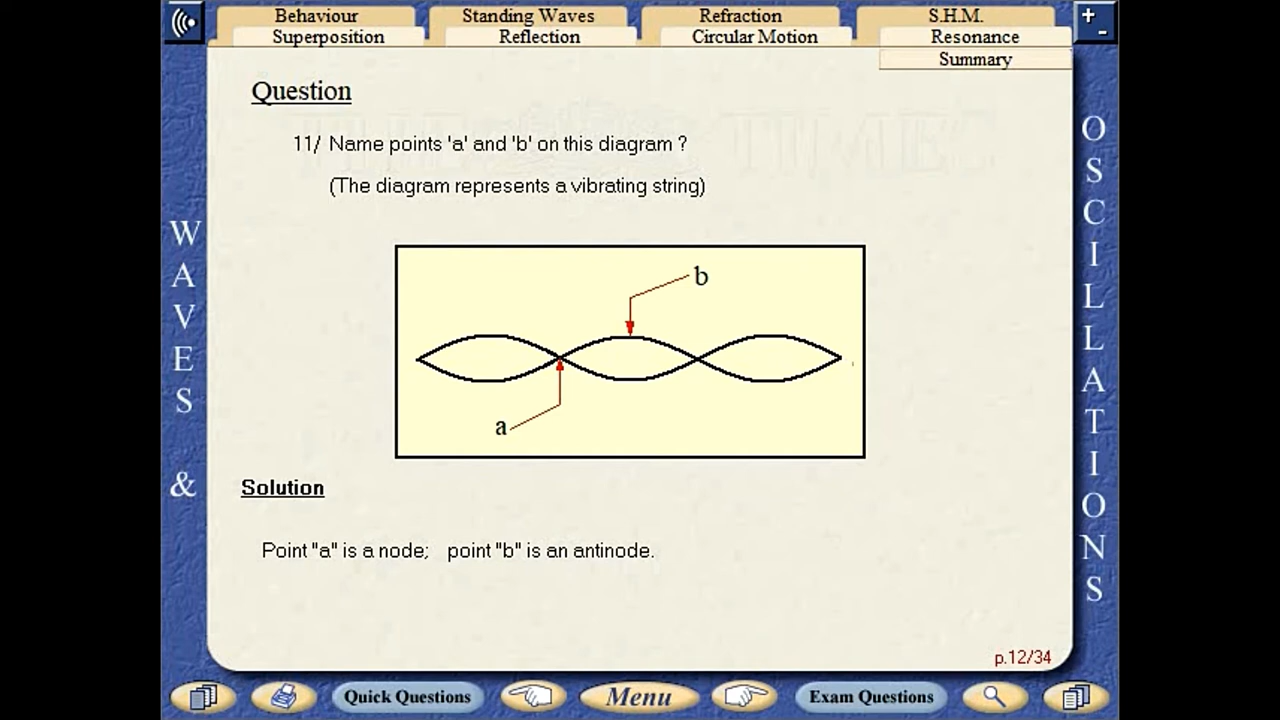 Behaviour
Standing Waves
Refraction
S.H.M.
Superposition
Reflection
Circular Motion
Resonance
Summary
Question
11/ Name points 'a' and 'b' on this diagram ?
(The diagram represents a vibrating string)
b
a
Solution
Point "a" is a node; point "b" is an antinode.
p.12/34
WAVES &
OSCILLATIONS
Quick Questions
Menu
Exam Questions